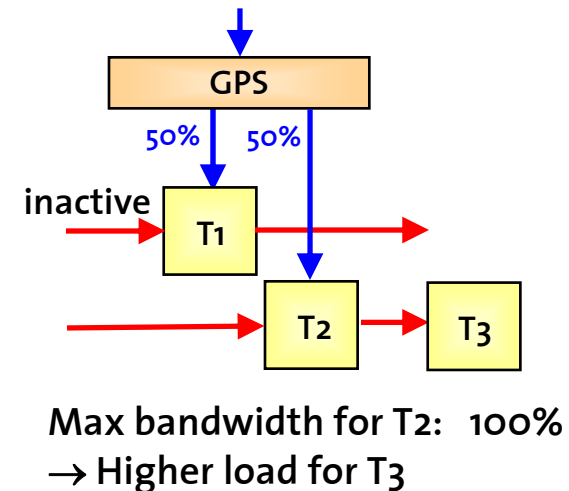 GPS
50% 50%
inactive
T1
T2 T3
Max bandwidth for T2: 100%
→ Higher load for T3